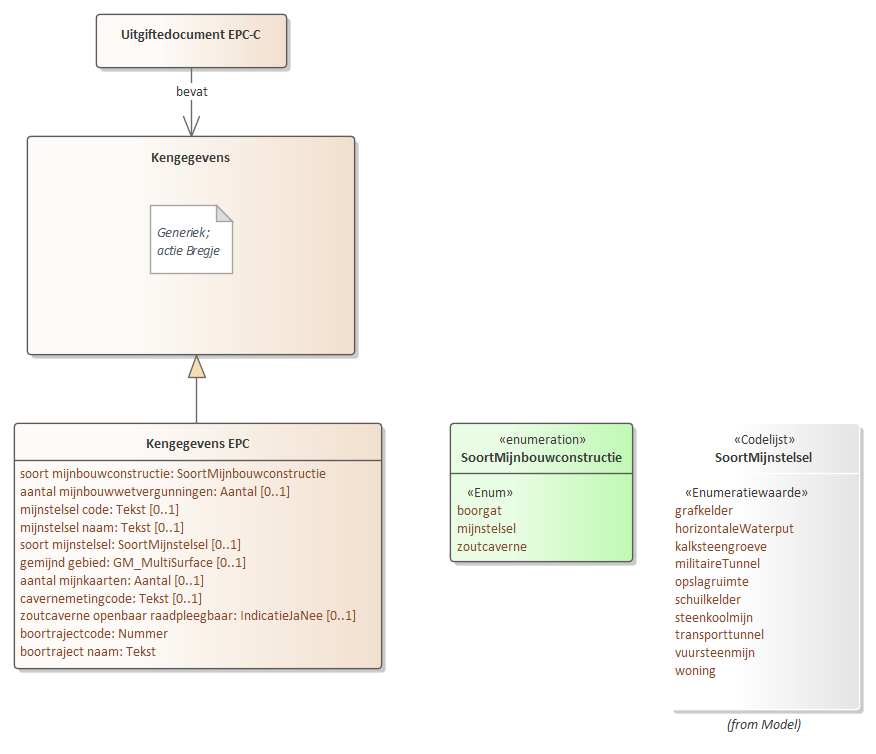 Uitgiftedocument EPC-C
bevat
Kengegevens
Generiek;
actie Bregje
Kengegevens EPC
soort mijnbouwconstructie: SoortMijnbouwconstructie
aantal mijnbouwwetvergunningen: Aantal [0..1]
mijnstelsel code: Tekst [0..1]
mijnstelsel naam: Tekst [0..1]
soort mijnstelsel: SoortMijnstelsel [0..1]
gemijnd gebied: GM_MultiSurface [0..1]
aantal mijnkaarten: Aantal [0..1]
cavernemetingcode: Tekst [0..1]
zoutcaverne openbaar raadpleegbaar: IndicatieJaNee [0..1]
boortrajectcode: Nummer
boortraject naam: Tekst
«enumeration»
SoortMijnbouwconstructie
«Enum»
boorgat
mijnstelsel
zoutcaverne
«Codelijst»
SoortMijnstelsel
«Enumeratiewaarde»
grafkelder
horizontaleWaterput
kalksteengroeve
militaireTunnel
opslagruimte
schuilkelder
steenkoolmijn
transporttunnel
vuursteenmijn
woning
(from Model)